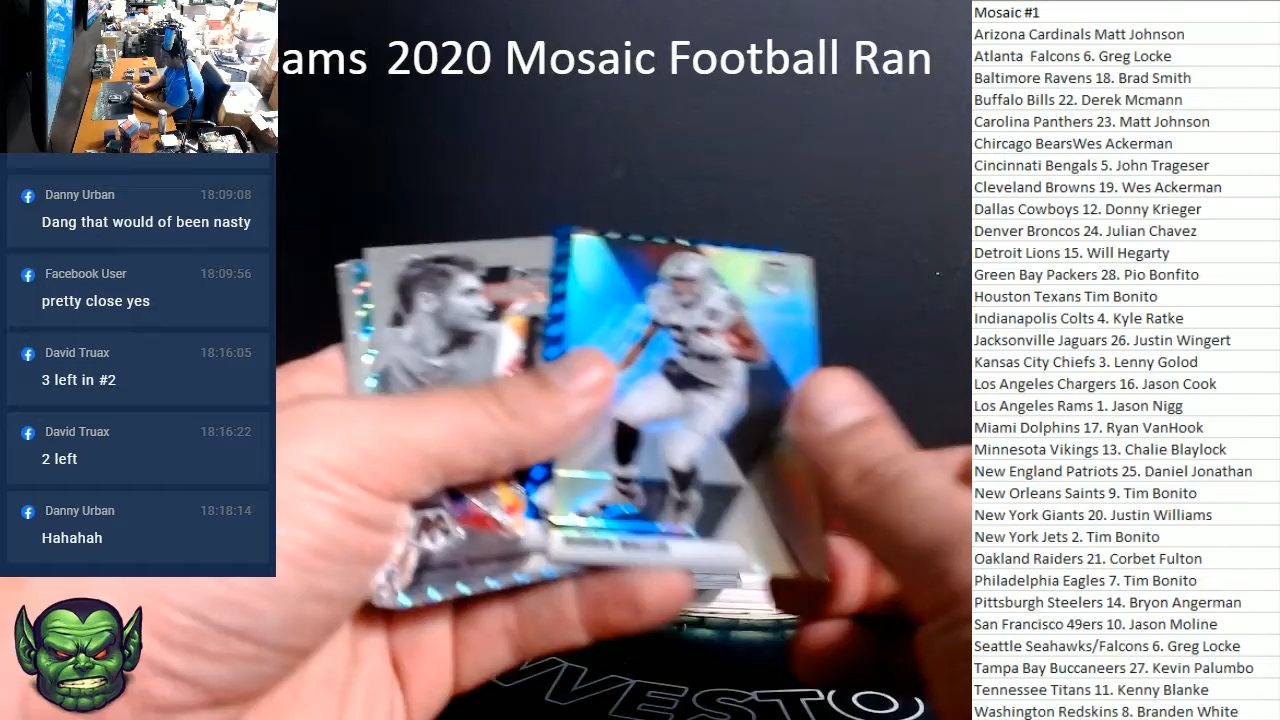 ams 2020 Mosaic Football Ran
Danny Urban 18:09:08
Dang that would of been nasty
Facebook User 18:09:56
pretty close yes
David Truax 18:16:05
3 left in #2
David Truax 18:16:22
2 left
Danny Urban 18:18:14
Hahahah
WESTO
Mosaic #1
Arizona Cardinals Matt Johnson
Atlanta Falcons 6. Greg Locke
Baltimore Ravens 18. Brad Smith
Buffalo Bills 22. Derek Mcmann
Carolina Panthers 23. Matt Johnson
Chircago BearsWes Ackerman
Cincinnati Bengals 5. John Trageser
Cleveland Browns 19. Wes Ackerman
Dallas Cowboys 12. Donny Krieger
Denver Broncos 24. Julian Chavez
Detroit Lions 15. Will Hegarty
Green Bay Packers 28. Pio Bonfito
Houston Texans Tim Bonito
Indianapolis Colts 4. Kyle Ratke
Jacksonville Jaguars 26. Justin Wingert
Kansas City Chiefs 3. Lenny Golod
Los Angeles Chargers 16. Jason Cook
Los Angeles Rams 1. Jason Nigg
Miami Dolphins 17. Ryan VanHook
Minnesota Vikings 13. Chalie Blaylock
New England Patriots 25. Daniel Jonathan
New Orleans Saints 9. Tim Bonito
New York Giants 20. Justin Williams
New York Jets 2. Tim Bonito
Oakland Raiders 21. Corbet Fulton
Philadelphia Eagles 7. Tim Bonito
Pittsburgh Steelers 14. Bryon Angerman
San Francisco 49ers 10. Jason Moline
Seattle Seahawks/Falcons 6. Greg Locke
Tampa Bay Buccaneers 27. Kevin Palumbo
Tennessee Titans 11. Kenny Blanke
Washington Redskins 8. Branden White